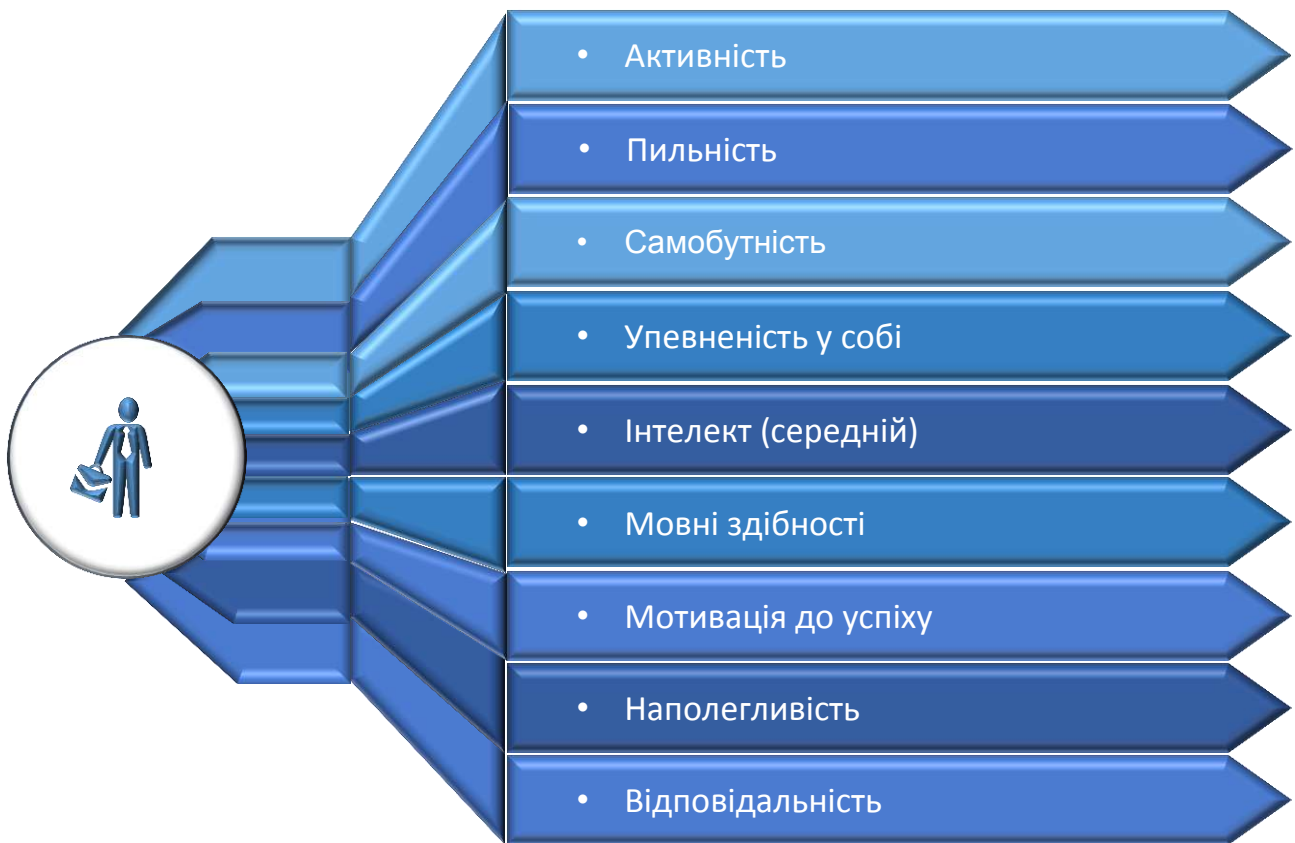 • Активність
• Пильність
• Самобутність
• Упевненість у собі
• Інтелект (середній)
• Мовні здібності
• Мотивація до успіху
• Наполегливість
• Відповідальність